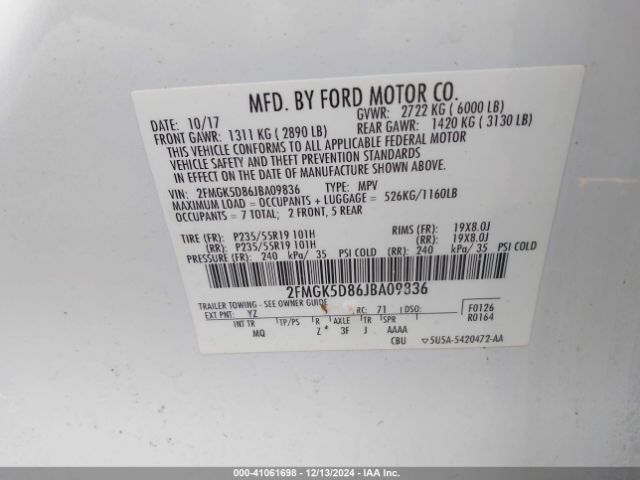 MFD. BY FORD MOTOR CO.
DATE: 10/17 GVWR: 2722 KG ( 6000 LB)
FRONT GAWR: 1311 KG ( 2890 LB) REAR GAWR: 1420 KG ( 3130 LB)
THIS VEHICLE CONFORMS TO ALL APPLICABLE FEDERAL MOTOR
VEHICLE SAFETY AND THEFT PREVENTION STANDARDS
IN EFFECT ON THE DATE OF MANUFACTURE SHOWN ABOVE.
VIN: 2FMGK5D86JBA09836 TYPE: MPV
MAXIMUM LOAD = OCCUPANTS + LUGGAGE = 526KG/1160LB
OCCUPANTS = 7 TOTAL; 2 FRONT, 5 REAR
TIRE (FR): P235/55R19 101H RIMS (FR): 19X8.0J
(RR): P235/55R19 101H (RR): 19X8.0J
PRESSURE (FR): 240 kPa/ 35 PSI COLD (RR): 240 kPa/ 35 PSI COLD
2FMGK5D86JBA09336
TRAILER TOWING - SEE OWNER GUIDE
EXT PNT: YZ RC: 71 DSO: F0126
INT TR TP/PS R AXLE TR SPR R0164
MQ Z * 3F J AAAA
CBU ▽5U5A-5420472-AA
000-41061698 - 12/13/2024 - IAA Inc.